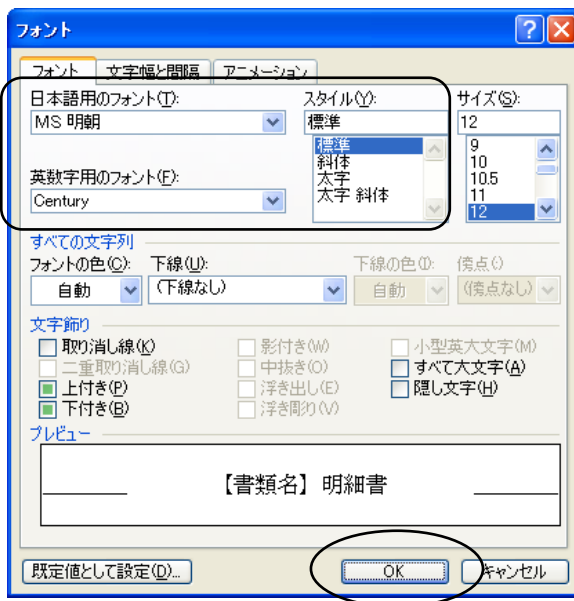 フォント
フォント 文字幅と間隔 アニメーション
日本語用のフォント(T): スタイル(Y): サイズ(S):
MS 明朝 標準 12
標準 9
斜体 10
太字 10.5
太字 斜体 11
12
英数字用のフォント(F):
Century
すべての文字列
フォントの色(C): 下線(U): 下線の色(I): 傍点(:)
自動 (下線なし) 自動 (傍点なし)
文字飾り
取り消し線(K) 影付き(W) 小型英大文字(M)
二重取り消し線(G) 中抜き(O) すべて大文字(A)
上付き(P) 浮き出し(E) 隠し文字(H)
下付き(B) 浮き彫り(V)
プレビュー
【書類名】明細書
既定値として設定(D)... OK キャンセル